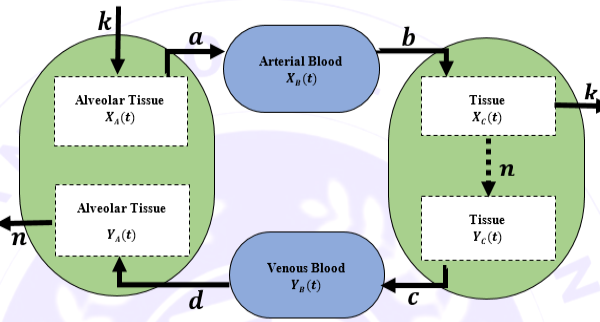 k
a
b
Alveolar Tissue
X_A(t)
Arterial Blood
X_B(t)
Tissue
X_C(t)
k
n
Alveolar Tissue
Y_A(t)
n
Tissue
Y_C(t)
Venous Blood
Y_B(t)
d
c